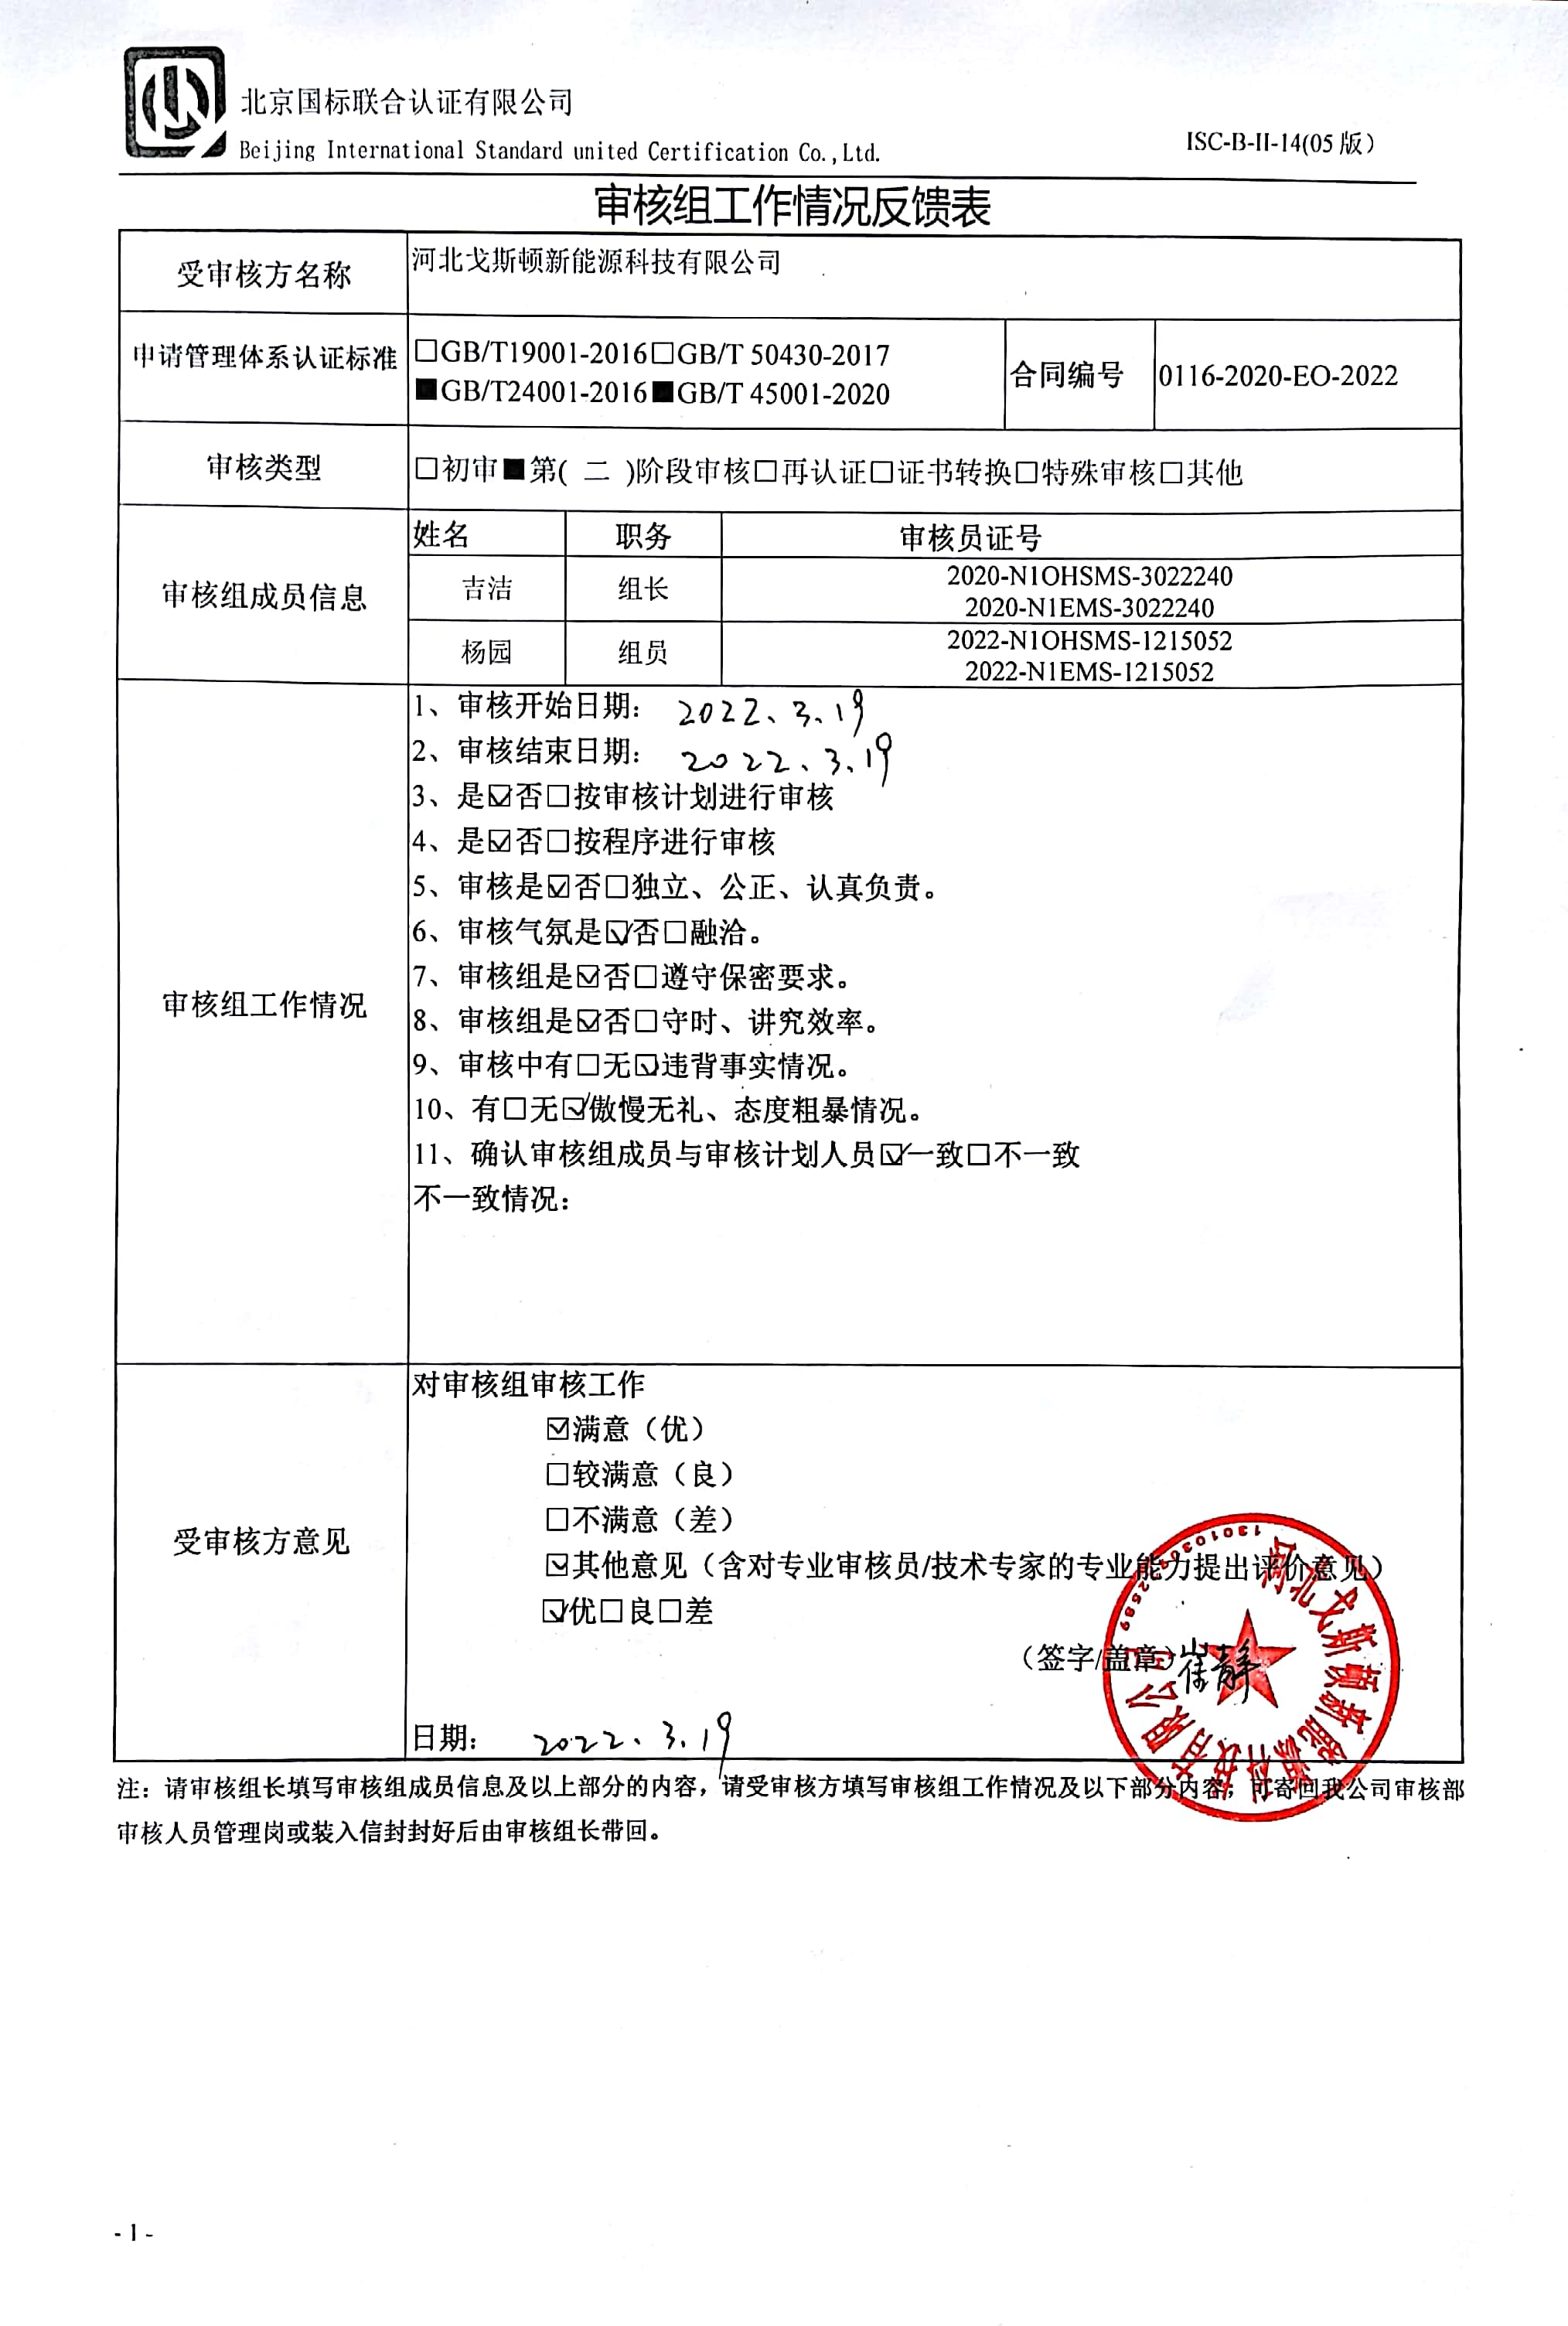 北京国标联合认证有限公司
Beijing International Standard united Certification Co.,Ltd.
ISC-B-II-14(05 版)
审核组工作情况反馈表
受审核方名称
河北戈斯顿新能源科技有限公司
申请管理体系认证标准
□GB/T19001-2016□GB/T 50430-2017
■GB/T24001-2016■GB/T 45001-2020
合同编号
0116-2020-EO-2022
审核类型
□初审■第( 二 )阶段审核□再认证□证书转换□特殊审核□其他
审核组成员信息
姓名 职务 审核员证号
吉洁 组长
2020-N1OHSMS-3022240
2020-N1EMS-3022240
杨园 组员
2022-N1OHSMS-1215052
2022-N1EMS-1215052
审核组工作情况
1、审核开始日期： 2022、3、19
2、审核结束日期： 2022、3、19
3、是☑否□按审核计划进行审核
4、是☑否□按程序进行审核
5、审核是☑否□独立、公正、认真负责。
6、审核气氛是☑否□融洽。
7、审核组是☑否□遵守保密要求。
8、审核组是☑否□守时、讲究效率。
9、审核中有□无☑违背事实情况。
10、有□无☑傲慢无礼、态度粗暴情况。
11、确认审核组成员与审核计划人员☑一致□不一致
不一致情况：
受审核方意见
对审核组审核工作
☑满意（优）
□较满意（良）
□不满意（差）
☑其他意见（含对专业审核员/技术专家的专业能力提出评价意见）
☑优□良□差
（签字/盖章）崔静
河北戈斯顿新能源科技有限公司
日期： 2022、3、19
注：请审核组长填写审核组成员信息及以上部分的内容，请受审核方填写审核组工作情况及以下部分内容；可寄回我公司审核部
审核人员管理岗或装入信封封好后由审核组长带回。
- 1 -